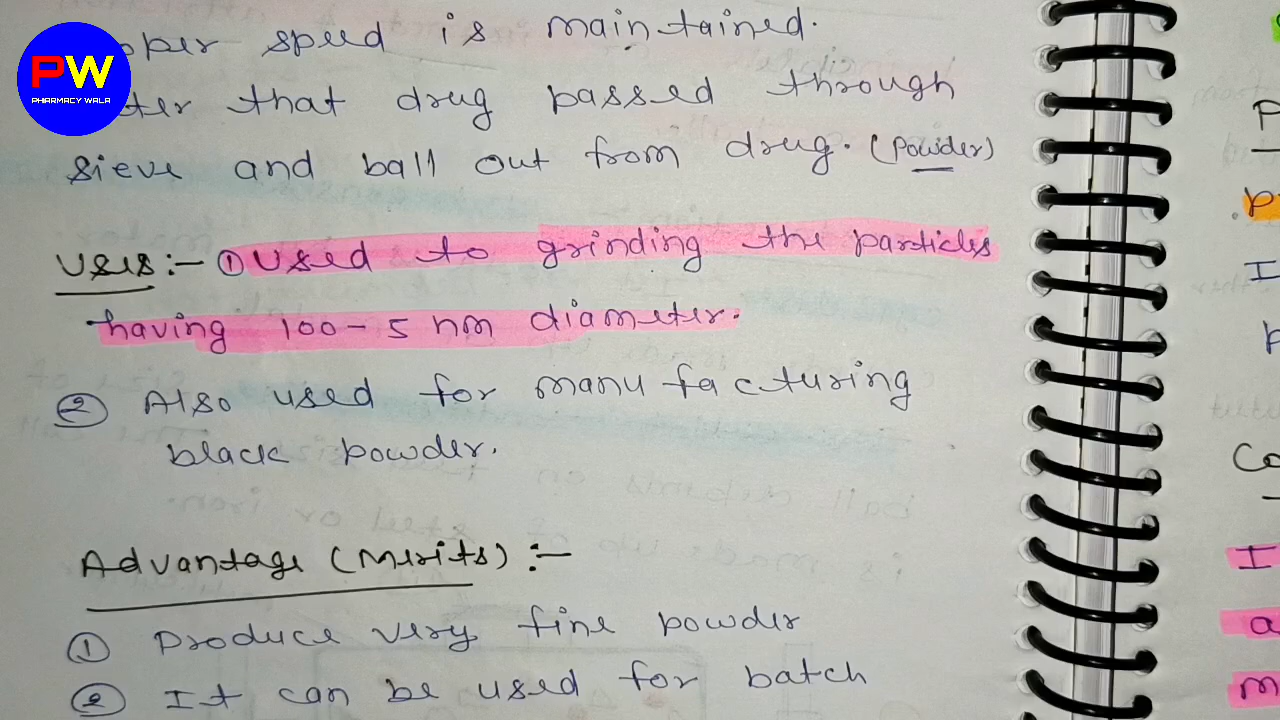 PW
PHARMACY WALA
speed is maintained.
that drug passed through
sieve and ball out from drug. (Powder)
Uses :- ① Used to grinding the particles
having 100-5 nm diameter.
② Also used for manufacturing
black powder.
Advantage (Merits) :-
① Produce very fine powder
② It can be used for batch
P
I
Co
I
a
m